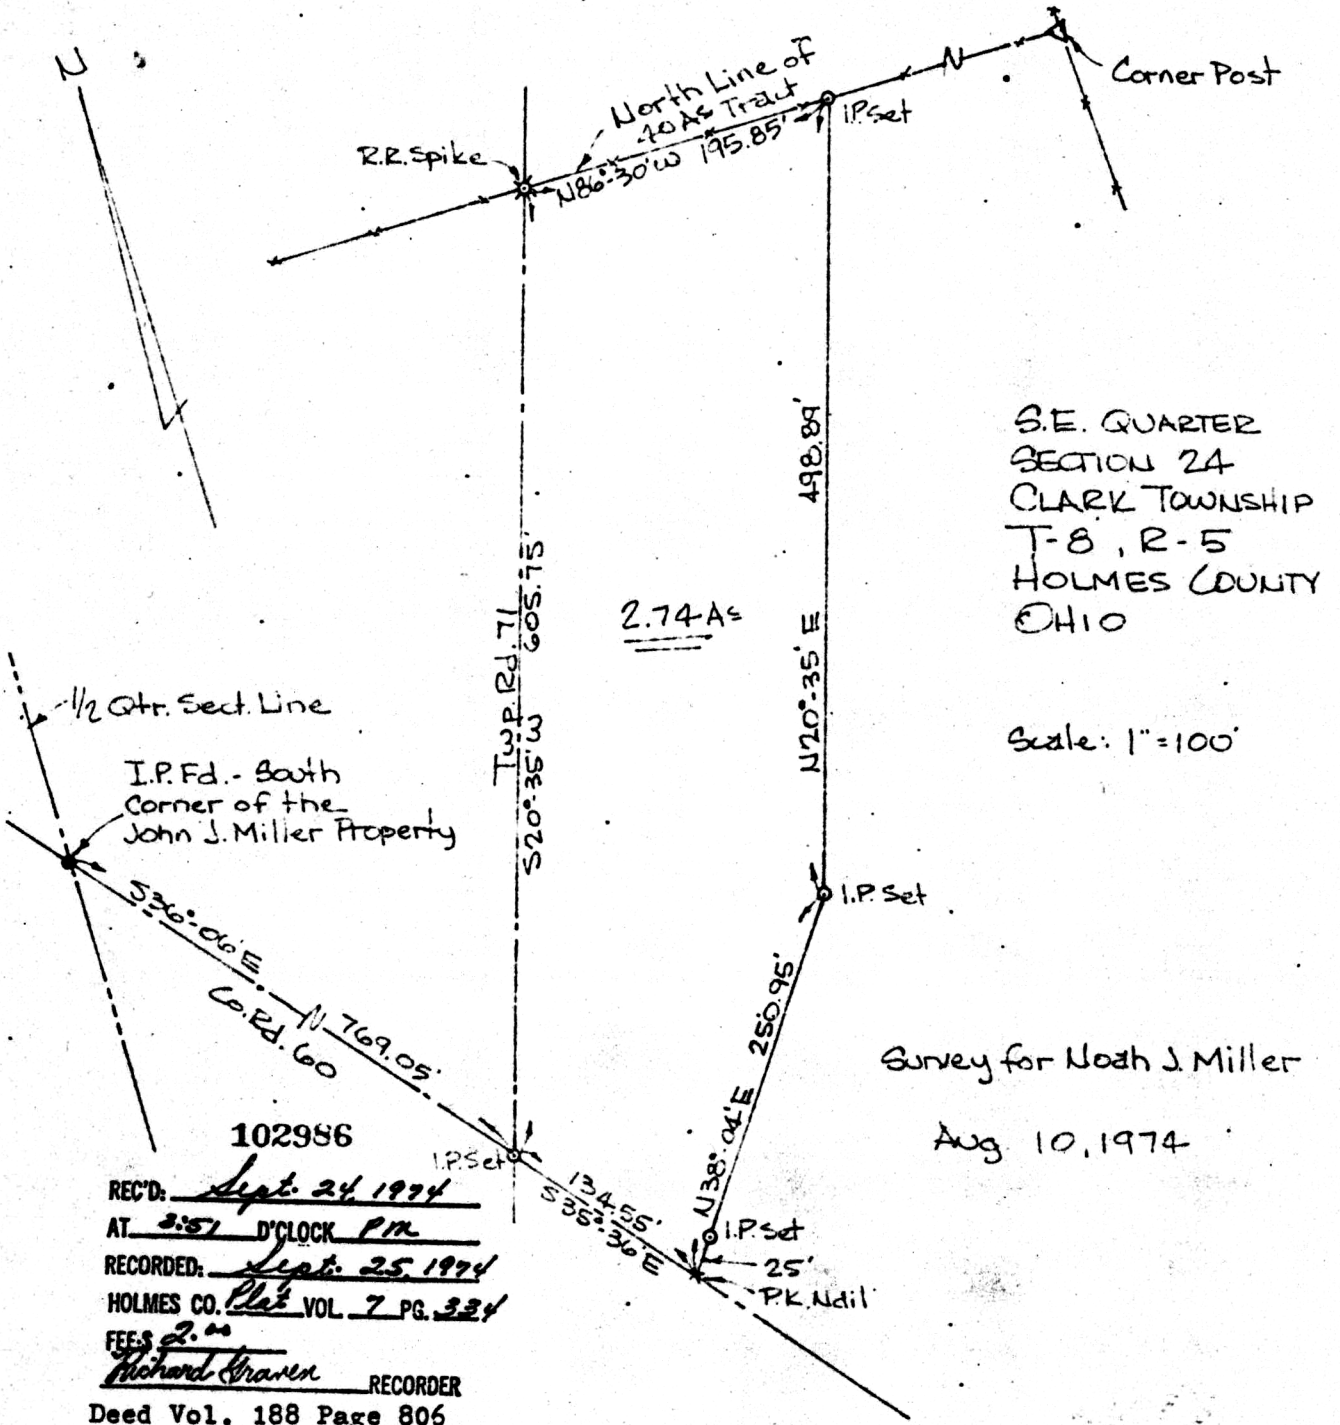 N
North Line of
40 As Tract
N86°-30'W 195.85'
R.R. Spike
I.P. Set
N
Corner Post
S.E. QUARTER
SECTION 24
CLARK TOWNSHIP
T-8, R-5
HOLMES COUNTY
OHIO
498.89'
N20°-35' E
Twp. Rd. 71
S20°-35'W 605.75'
2.74 As
Scale: 1"=100'
1/2 Qtr. Sect. Line
I.P. Fd. - South
Corner of the
John J. Miller Property
S36°-06'E
N 769.05'
Co. Rd. 60
I.P. Set
N38°-04'E 250.95'
Survey for Noah J. Miller
Aug 10, 1974
I.P. Set
134.55'
S35°-36'E
I.P. Set
25'
P.K. Nail
102986
REC'D: Sept. 24, 1974
AT 3:51 O'CLOCK PM
RECORDED: Sept. 25, 1974
HOLMES CO. Plat VOL. 7 PG. 334
FEES 2.00
Richard Graven RECORDER
Deed Vol. 188 Page 806